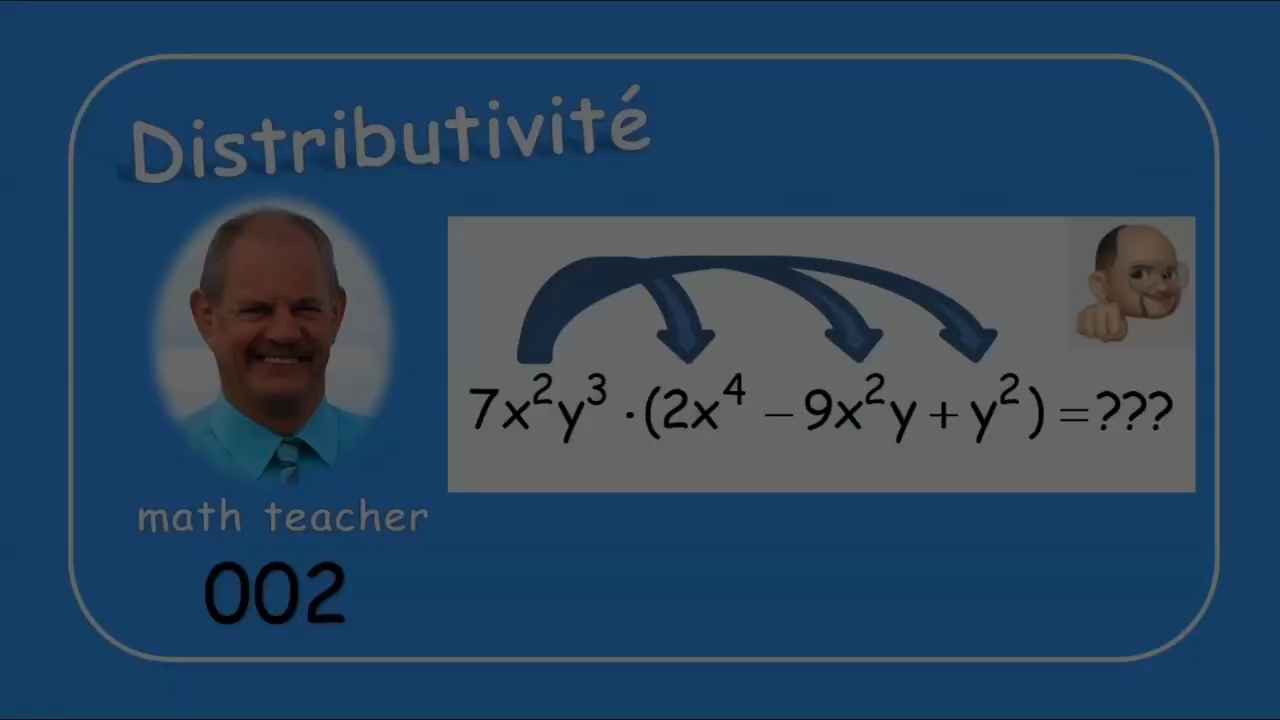 Distributivité
7x²y³ · (2x⁴ − 9x²y + y²) = ???
math teacher
002